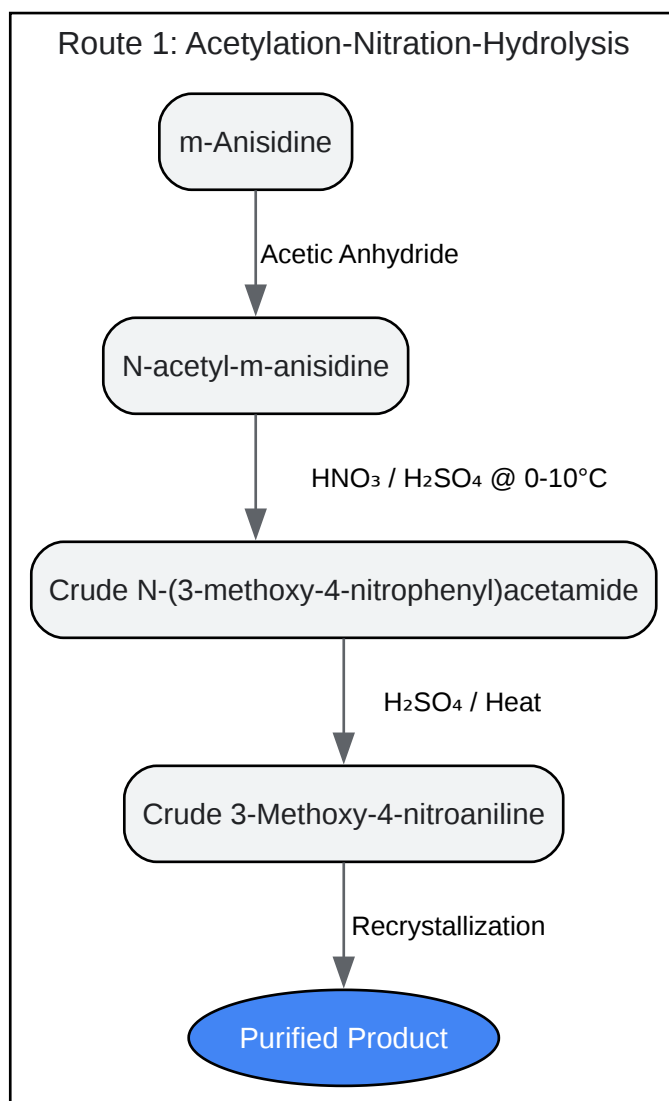 Route 1: Acetylation-Nitration-Hydrolysis
m-Anisidine
Acetic Anhydride
N-acetyl-m-anisidine
HNO₃ / H₂SO₄ @ 0-10°C
Crude N-(3-methoxy-4-nitrophenyl)acetamide
H₂SO₄ / Heat
Crude 3-Methoxy-4-nitroaniline
Recrystallization
Purified Product